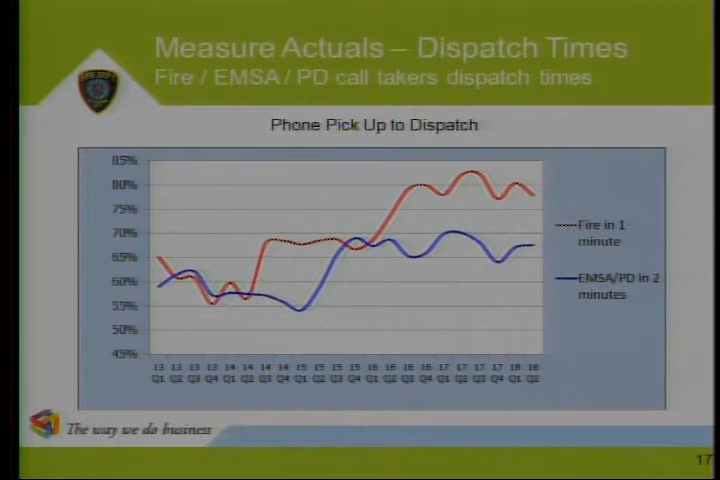 Measure Actuals – Dispatch Times
Fire / EMSA / PD call takers dispatch times
Phone Pick Up to Dispatch
85%
80%
75%
70%
65%
60%
55%
50%
45%
Fire in 1
minute
EMSA/PD in 2
minutes
13 13 13 13 14 14 14 14 15 15 15 15 16 16 16 16 17 17 17 17 18 18
Q1 Q2 Q3 Q4 Q1 Q2 Q3 Q4 Q1 Q2 Q3 Q4 Q1 Q2 Q3 Q4 Q1 Q2 Q3 Q4 Q1 Q2
The way we do business
17